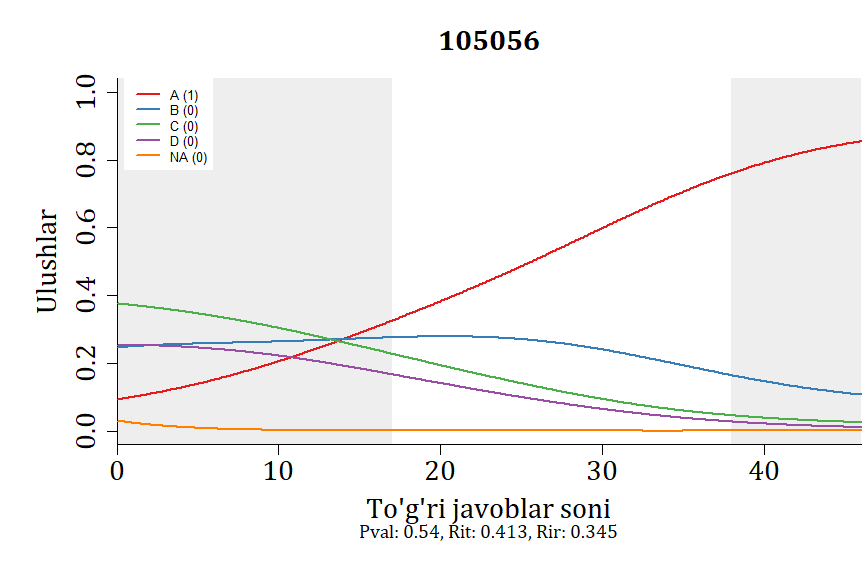 105056
A (1)
B (0)
C (0)
D (0)
NA (0)
1.0
0.8
0.6
0.4
0.2
0.0
Ulushlar
0 10 20 30 40
To'g'ri javoblar soni
Pval: 0.54, Rit: 0.413, Rir: 0.345